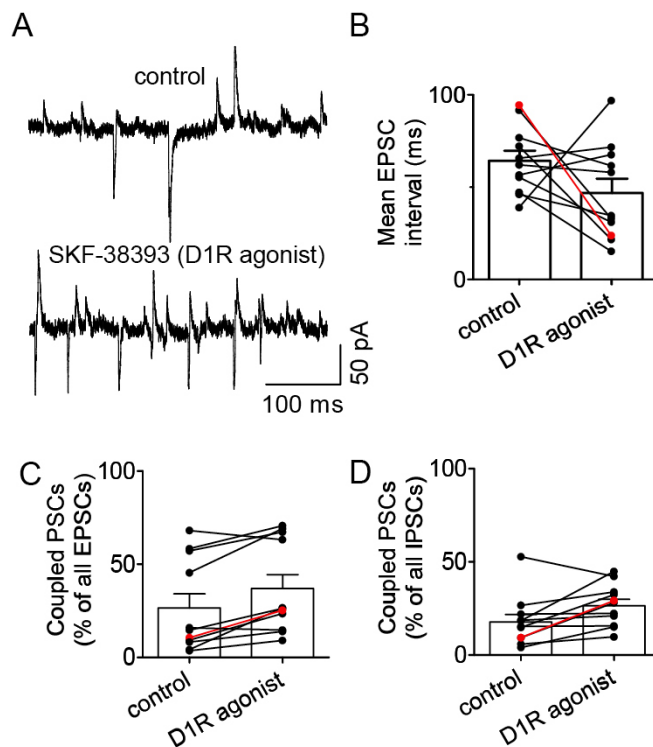 A
control
SKF-38393 (D1R agonist)
50 pA
100 ms
B
Mean EPSC
interval (ms)
100
0
control
D1R agonist
C
Coupled PSCs
(% of all EPSCs)
100
50
0
control
D1R agonist
D
Coupled PSCs
(% of all IPSCs)
100
50
0
control
D1R agonist